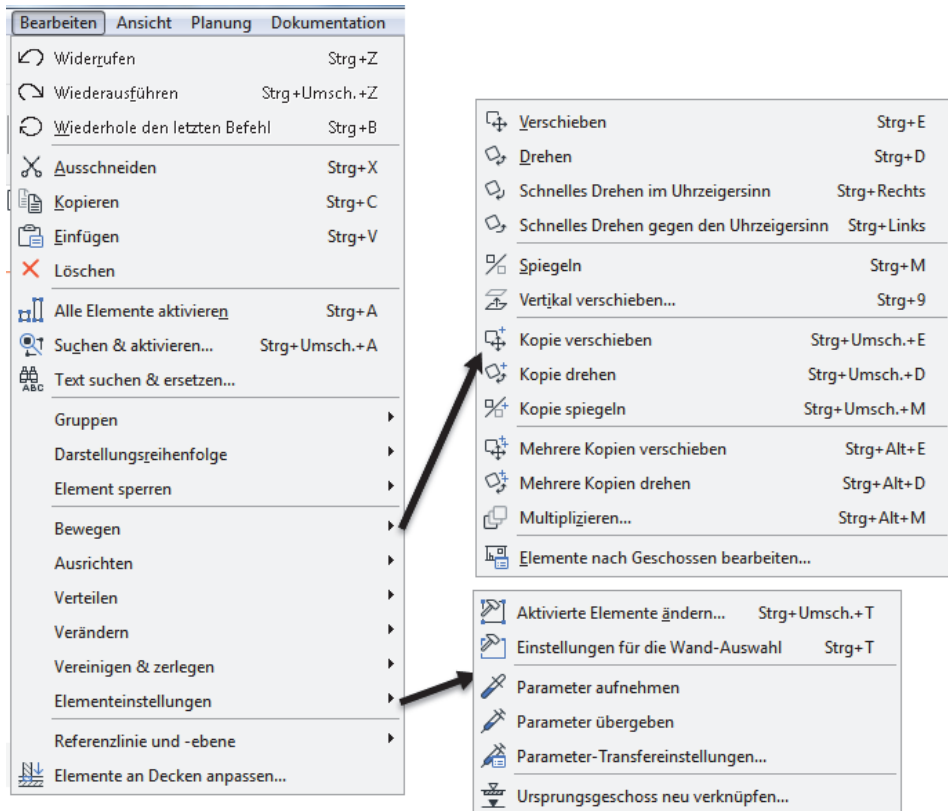 Bearbeiten Ansicht Planung Dokumentation
Widerrufen Strg+Z
Wiederausführen Strg+Umsch.+Z
Wiederhole den letzten Befehl Strg+B
Ausschneiden Strg+X
Kopieren Strg+C
Einfügen Strg+V
Löschen
Alle Elemente aktivieren Strg+A
Suchen & aktivieren... Strg+Umsch.+A
ABC Text suchen & ersetzen...
Gruppen
Darstellungsreihenfolge
Element sperren
Bewegen
Ausrichten
Verteilen
Verändern
Vereinigen & zerlegen
Elementeinstellungen
Referenzlinie und -ebene
Elemente an Decken anpassen...
Verschieben Strg+E
Drehen Strg+D
Schnelles Drehen im Uhrzeigersinn Strg+Rechts
Schnelles Drehen gegen den Uhrzeigersinn Strg+Links
Spiegeln Strg+M
Vertikal verschieben... Strg+9
Kopie verschieben Strg+Umsch.+E
Kopie drehen Strg+Umsch.+D
Kopie spiegeln Strg+Umsch.+M
Mehrere Kopien verschieben Strg+Alt+E
Mehrere Kopien drehen Strg+Alt+D
Multiplizieren... Strg+Alt+M
Elemente nach Geschossen bearbeiten...
Aktivierte Elemente ändern... Strg+Umsch.+T
Einstellungen für die Wand-Auswahl Strg+T
Parameter aufnehmen
Parameter übergeben
Parameter-Transfereinstellungen...
Ursprungsgeschoss neu verknüpfen...